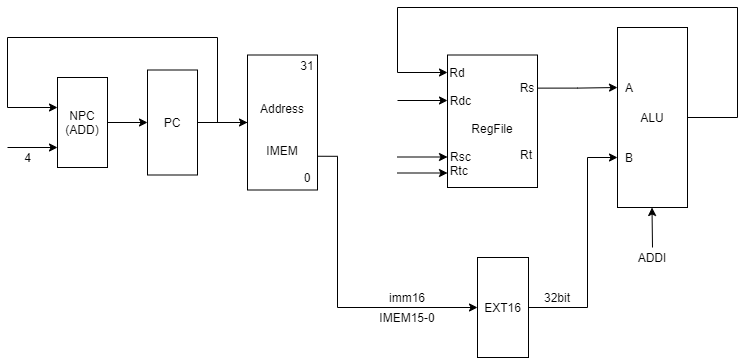 NPC
(ADD)
4
PC
31
Address
IMEM
0
Rd
Rdc
Rs
RegFile
Rsc
Rtc
Rt
A
ALU
B
ADDI
imm16
IMEM15-0
EXT16
32bit